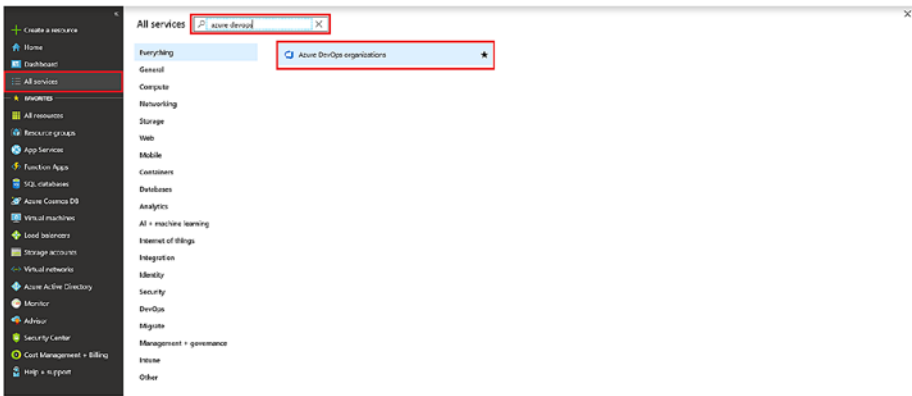 Create a resource
Home
Dashboard
All services
FAVORITES
All resources
Resource groups
App Services
Function Apps
SQL databases
Azure Cosmos DB
Virtual machines
Load balancers
Storage accounts
Virtual networks
Azure Active Directory
Monitor
Advisor
Security Center
Cost Management + Billing
Help + support
All services
azure devops
Everything
General
Compute
Networking
Storage
Web
Mobile
Containers
Databases
Analytics
AI + machine learning
Internet of things
Integration
Identity
Security
DevOps
Migrate
Management + governance
Intune
Other
Azure DevOps organizations